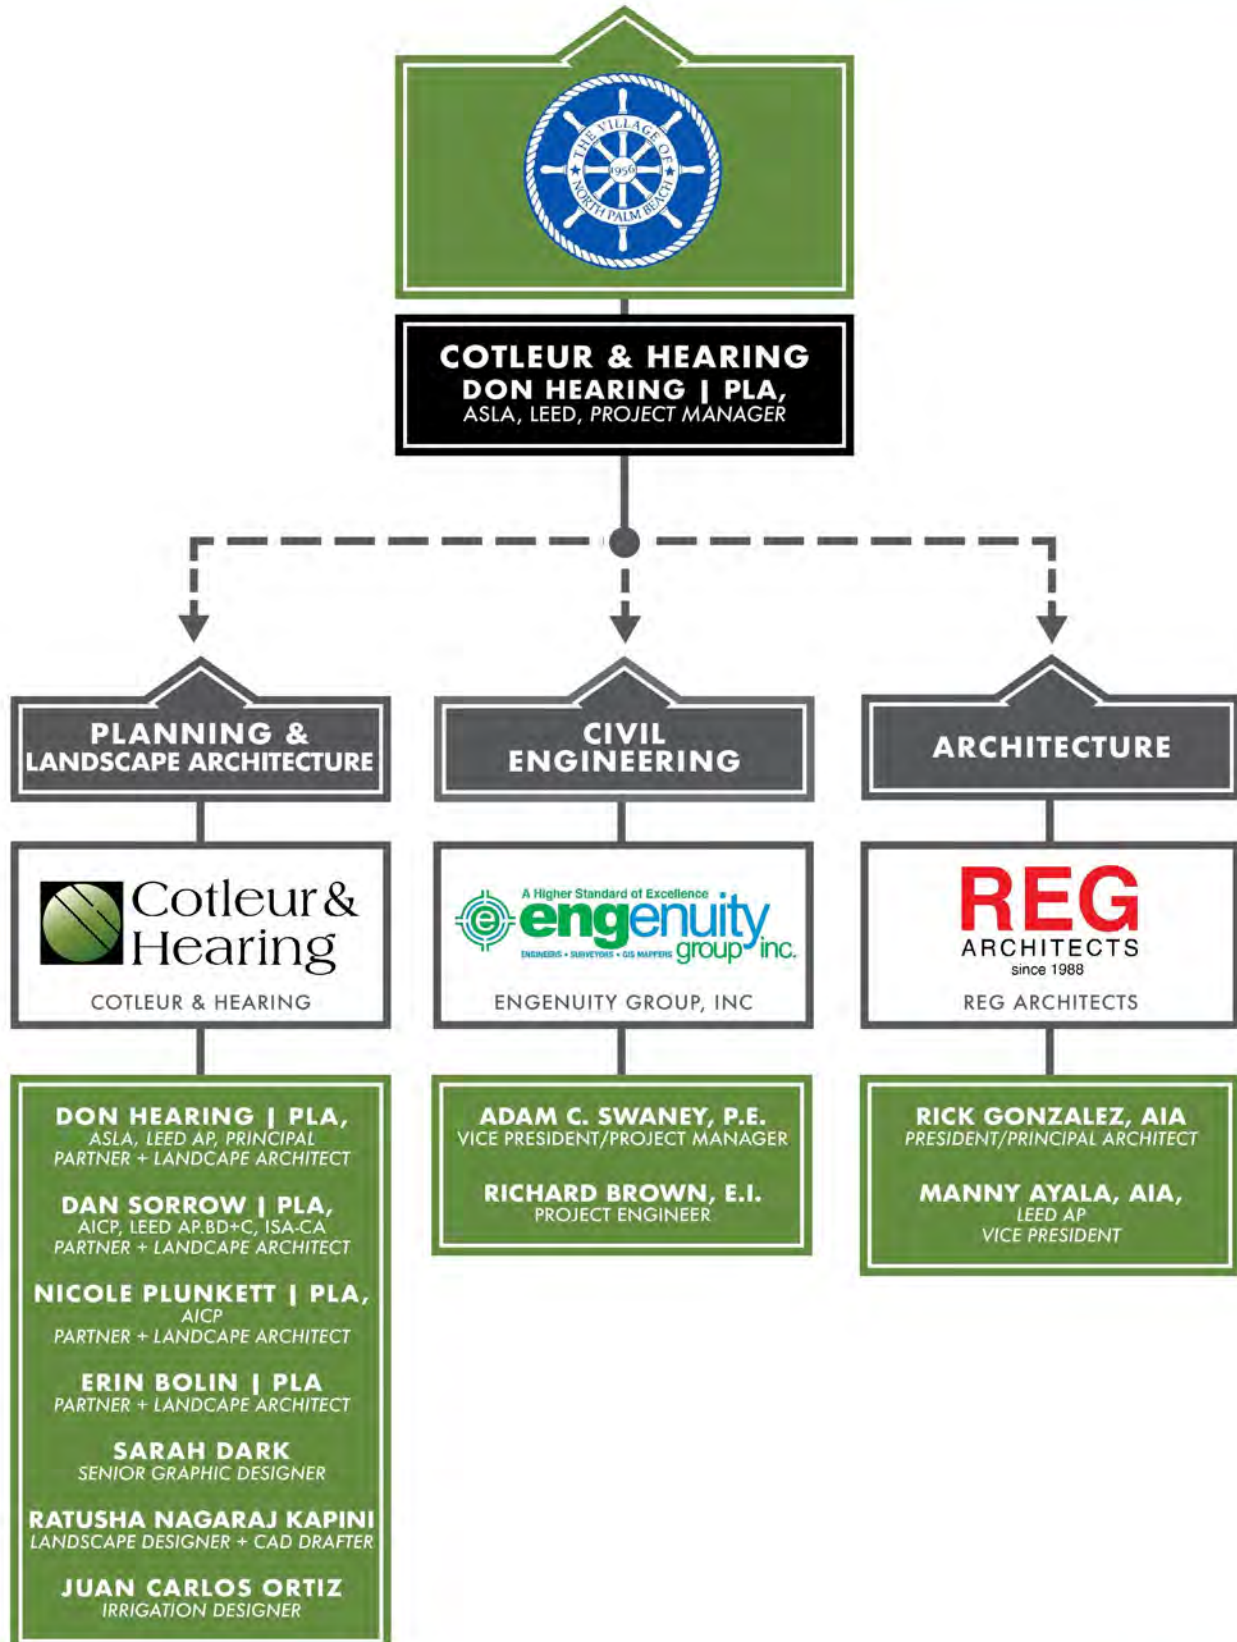 THE VILLAGE OF
1956
NORTH PALM BEACH
COTLEUR & HEARING
DON HEARING | PLA,
ASLA, LEED, PROJECT MANAGER
PLANNING &
LANDSCAPE ARCHITECTURE
Cotleur &
Hearing
COTLEUR & HEARING
DON HEARING | PLA,
ASLA, LEED AP, PRINCIPAL
PARTNER + LANDCAPE ARCHITECT
DAN SORROW | PLA,
AICP, LEED AP.BD+C, ISA-CA
PARTNER + LANDCAPE ARCHITECT
NICOLE PLUNKETT | PLA,
AICP
PARTNER + LANDCAPE ARCHITECT
ERIN BOLIN | PLA
PARTNER + LANDCAPE ARCHITECT
SARAH DARK
SENIOR GRAPHIC DESIGNER
RATUSHA NAGARAJ KAPINI
LANDSCAPE DESIGNER + CAD DRAFTER
JUAN CARLOS ORTIZ
IRRIGATION DESIGNER
CIVIL
ENGINEERING
A Higher Standard of Excellence
e engenuity
ENGINEERS • SURVEYORS • GIS MAPPERS group inc.
ENGENUITY GROUP, INC
ADAM C. SWANEY, P.E.
VICE PRESIDENT/PROJECT MANAGER
RICHARD BROWN, E.I.
PROJECT ENGINEER
ARCHITECTURE
REG
ARCHITECTS
since 1988
REG ARCHITECTS
RICK GONZALEZ, AIA
PRESIDENT/PRINCIPAL ARCHITECT
MANNY AYALA, AIA,
LEED AP
VICE PRESIDENT